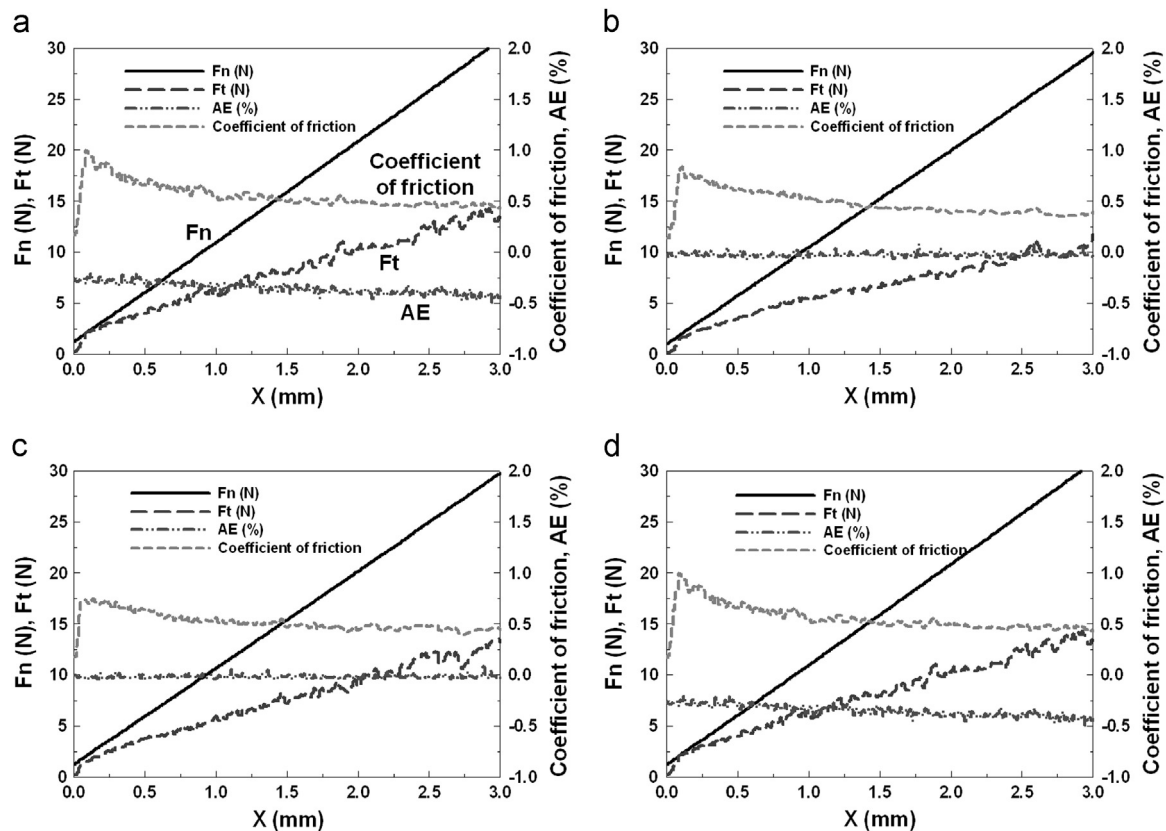 a
30
25
20
15
10
5
0
Fn (N), Ft (N)
Fn (N)
Ft (N)
AE (%)
Coefficient of friction
Coefficient
of friction
Fn
Ft
AE
2.0
1.5
1.0
0.5
0.0
-0.5
-1.0
Coefficient of friction, AE (%)
0.0 0.5 1.0 1.5 2.0 2.5 3.0
X (mm)
b
30
25
20
15
10
5
0
Fn (N), Ft (N)
Fn (N)
Ft (N)
AE (%)
Coefficient of friction
2.0
1.5
1.0
0.5
0.0
-0.5
-1.0
Coefficient of friction, AE (%)
0.0 0.5 1.0 1.5 2.0 2.5 3.0
X (mm)
c
30
25
20
15
10
5
0
Fn (N), Ft (N)
Fn (N)
Ft (N)
AE (%)
Coefficient of friction
2.0
1.5
1.0
0.5
0.0
-0.5
-1.0
Coefficient of friction, AE (%)
0.0 0.5 1.0 1.5 2.0 2.5 3.0
X (mm)
d
30
25
20
15
10
5
0
Fn (N), Ft (N)
Fn (N)
Ft (N)
AE (%)
Coefficient of friction
2.0
1.5
1.0
0.5
0.0
-0.5
-1.0
Coefficient of friction, AE (%)
0.0 0.5 1.0 1.5 2.0 2.5 3.0
X (mm)